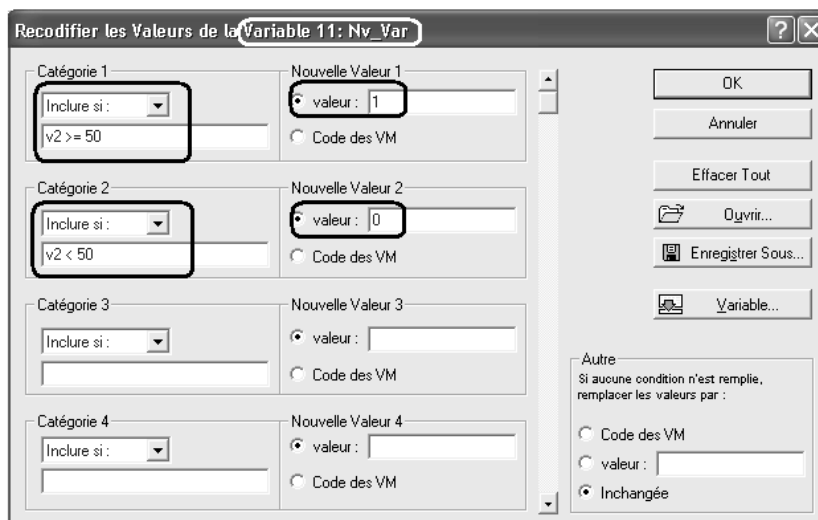 Recodifier les Valeurs de la Variable 11: Nv_Var
Catégorie 1
Inclure si :
v2 >= 50
Nouvelle Valeur 1
valeur : 1
Code des VM
Catégorie 2
Inclure si :
v2 < 50
Nouvelle Valeur 2
valeur : 0
Code des VM
Catégorie 3
Inclure si :
Nouvelle Valeur 3
valeur :
Code des VM
Catégorie 4
Inclure si :
Nouvelle Valeur 4
valeur :
Code des VM
OK
Annuler
Effacer Tout
Ouvrir...
Enregistrer Sous...
Variable...
Autre
Si aucune condition n'est remplie,
remplacer les valeurs par :
Code des VM
valeur :
Inchangée